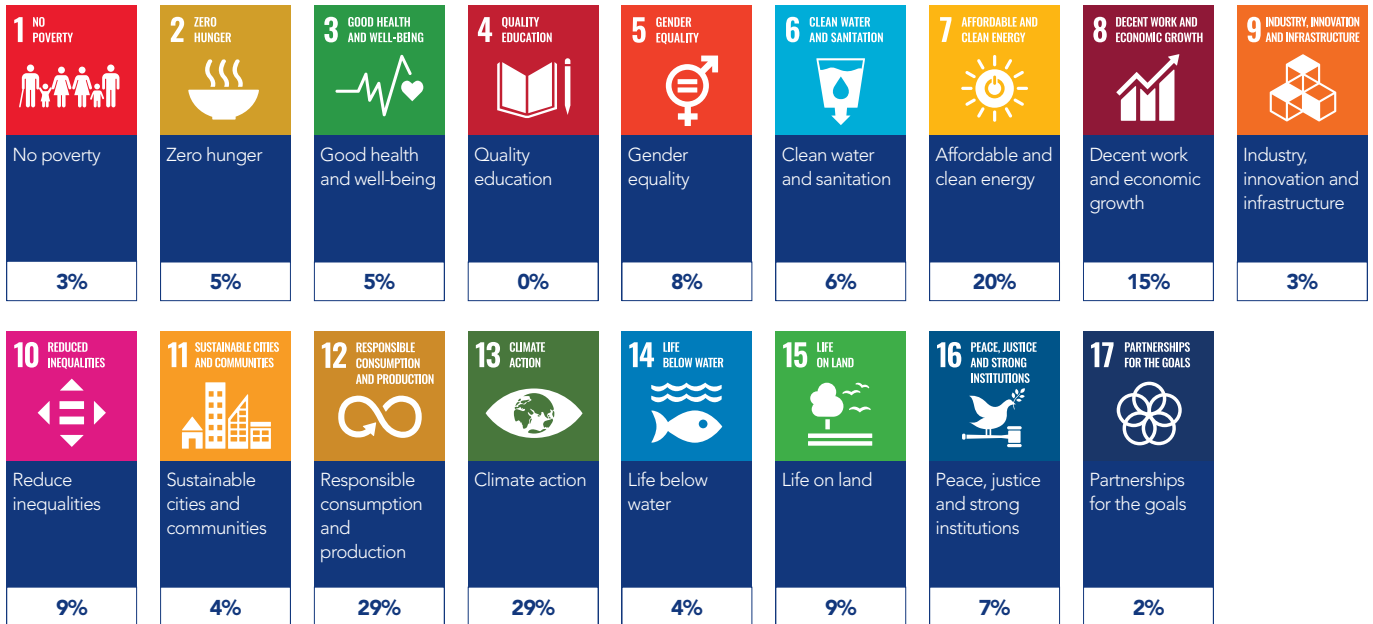 1 NO
POVERTY
2 ZERO
HUNGER
3 GOOD HEALTH
AND WELL-BEING
4 QUALITY
EDUCATION
5 GENDER
EQUALITY
6 CLEAN WATER
AND SANITATION
7 AFFORDABLE AND
CLEAN ENERGY
8 DECENT WORK AND
ECONOMIC GROWTH
9 INDUSTRY, INNOVATION
AND INFRASTRUCTURE
No poverty
Zero hunger
Good health
and well-being
Quality
education
Gender
equality
Clean water
and sanitation
Affordable and
clean energy
Decent work
and economic
growth
Industry,
innovation and
infrastructure
3%
5%
5%
0%
8%
6%
20%
15%
3%
10 REDUCED
INEQUALITIES
11 SUSTAINABLE CITIES
AND COMMUNITIES
12 RESPONSIBLE
CONSUMPTION
AND PRODUCTION
13 CLIMATE
ACTION
14 LIFE
BELOW WATER
15 LIFE
ON LAND
16 PEACE, JUSTICE
AND STRONG
INSTITUTIONS
17 PARTNERSHIPS
FOR THE GOALS
Reduce
inequalities
Sustainable
cities and
communities
Responsible
consumption
and
production
Climate action
Life below
water
Life on land
Peace, justice
and strong
institutions
Partnerships
for the goals
9%
4%
29%
29%
4%
9%
7%
2%